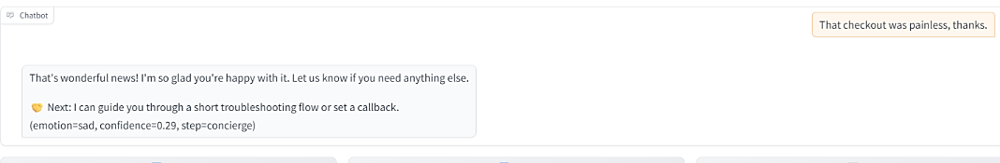 Chatbot
That checkout was painless, thanks.
That's wonderful news! I'm so glad you're happy with it. Let us know if you need anything else.
🤝 Next: I can guide you through a short troubleshooting flow or set a callback.
(emotion=sad, confidence=0.29, step=concierge)